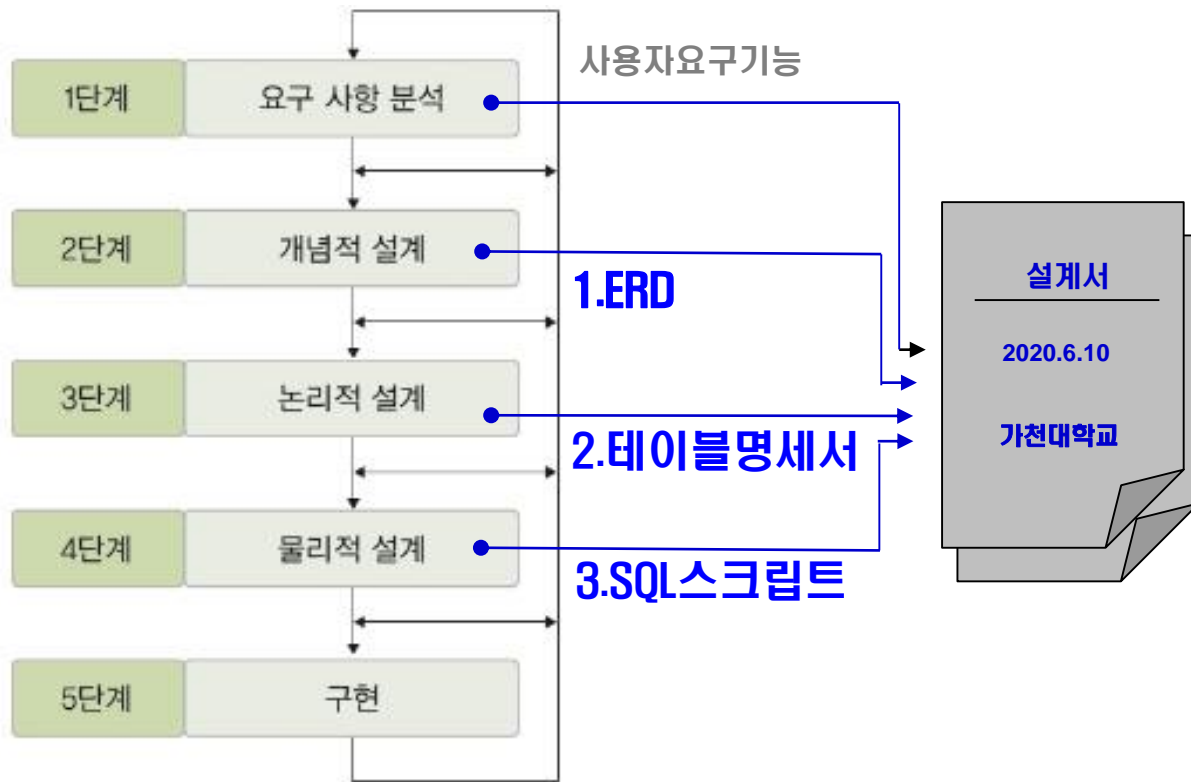 사용자요구기능
1단계
요구 사항 분석
2단계
개념적 설계
1.ERD
3단계
논리적 설계
2.테이블명세서
4단계
물리적 설계
3.SQL스크립트
5단계
구현
설계서
2020.6.10
가천대학교